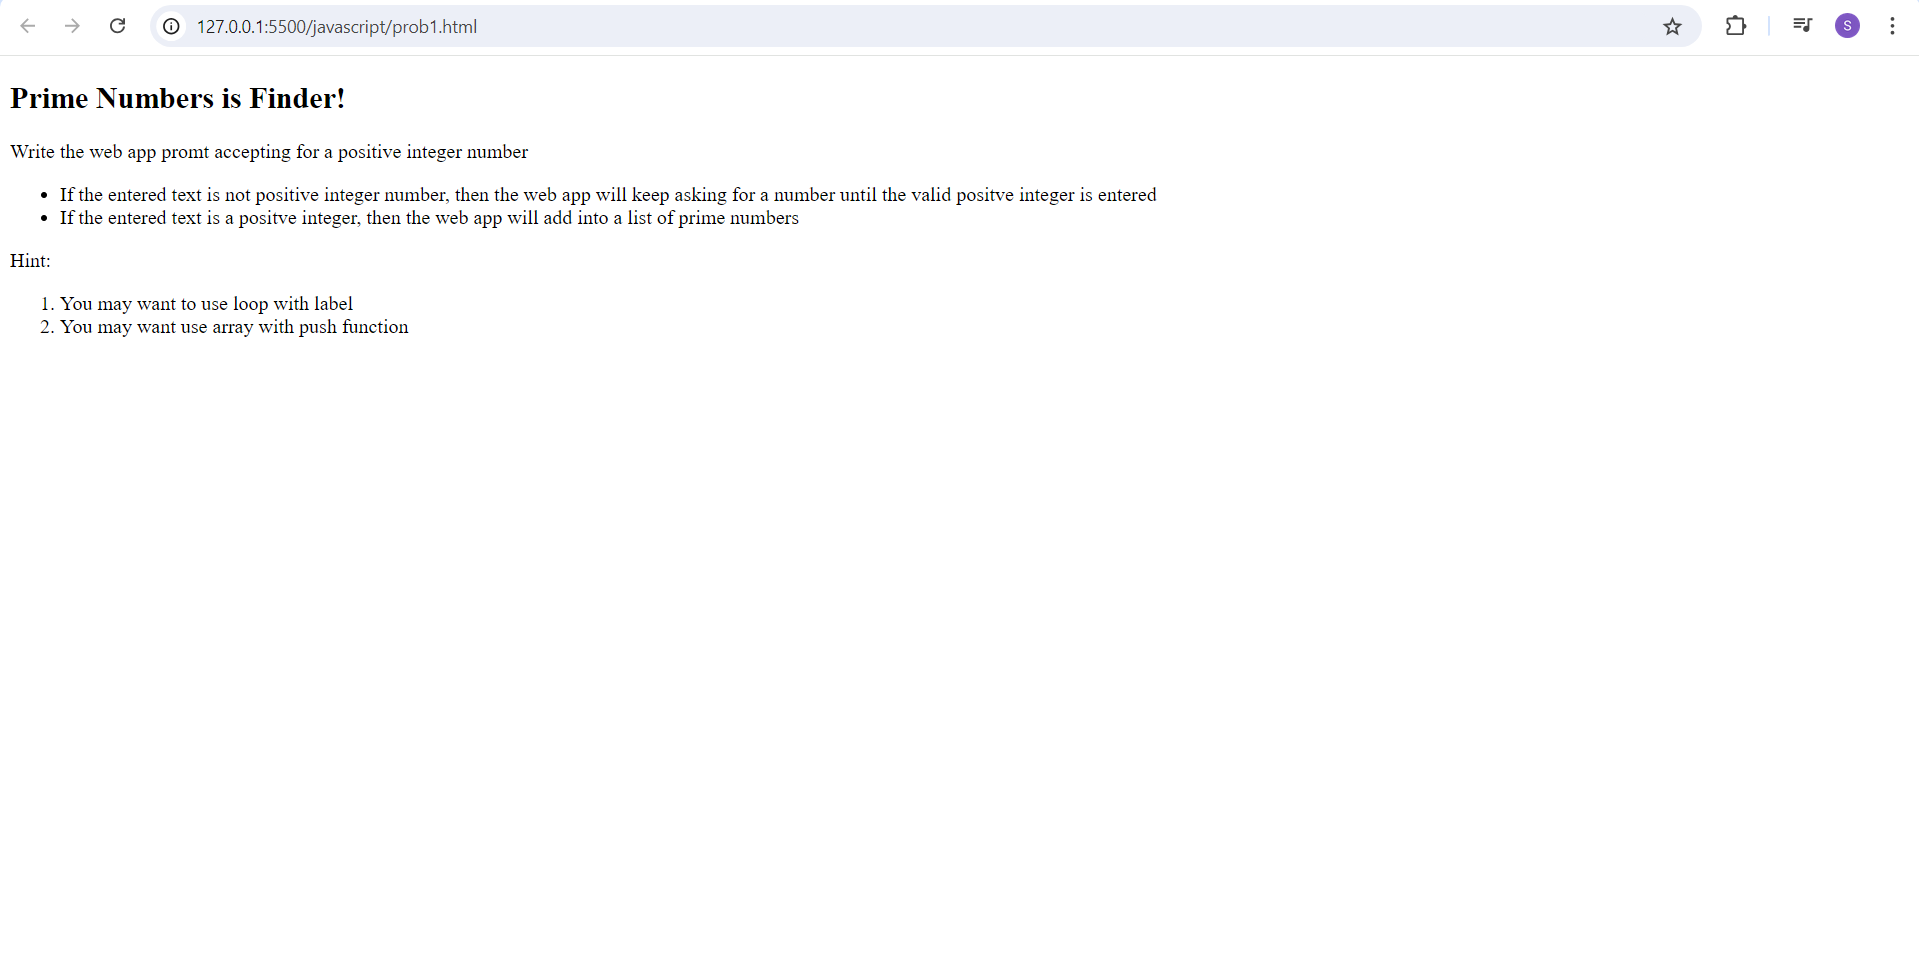 127.0.0.1:5500/javascript/prob1.html
S
Prime Numbers is Finder!
Write the web app promt accepting for a positive integer number
• If the entered text is not positive integer number, then the web app will keep asking for a number until the valid positve integer is entered
• If the entered text is a positve integer, then the web app will add into a list of prime numbers
Hint:
1. You may want to use loop with label
2. You may want use array with push function